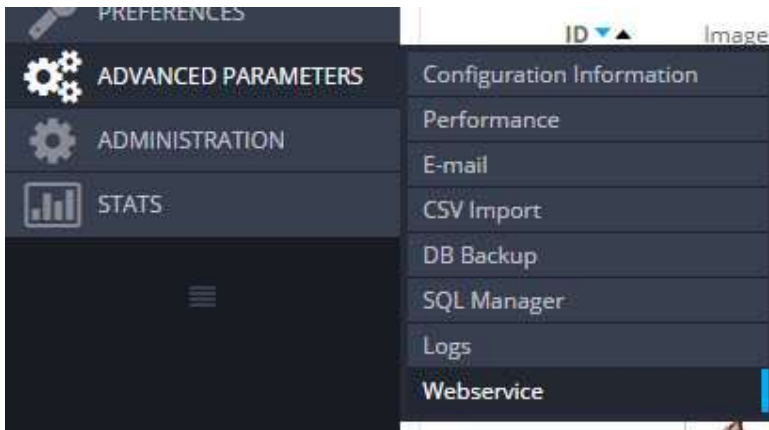 PREFERENCES
ID Image
ADVANCED PARAMETERS
Configuration Information
Performance
ADMINISTRATION
E-mail
STATS
CSV Import
DB Backup
SQL Manager
Logs
Webservice